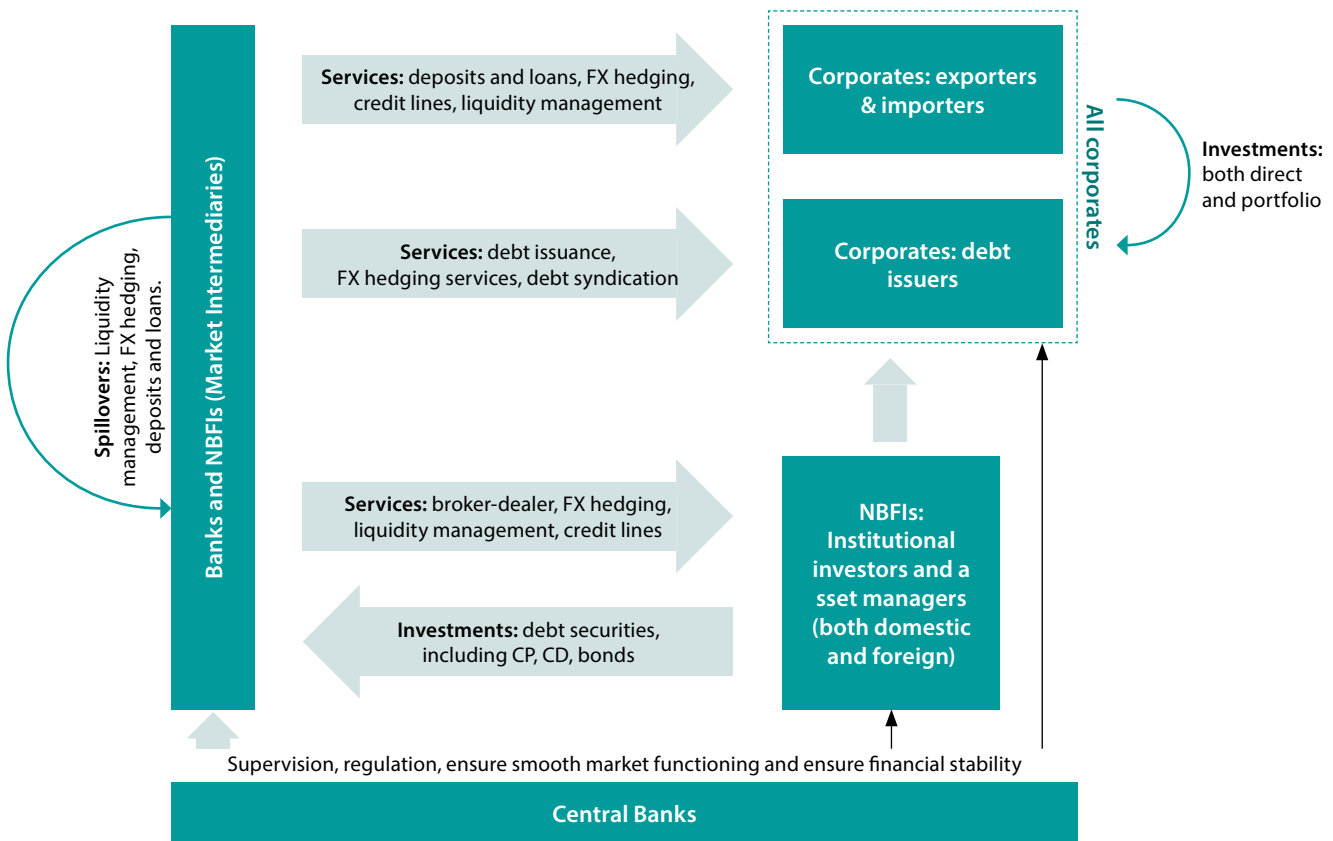 Banks and NBFIs (Market Intermediaries)
Spillovers: Liquidity
management, FX hedging,
deposits and loans.
Services: deposits and loans, FX hedging,
credit lines, liquidity management
Corporates: exporters
& importers
All corporates
Investments:
both direct
and portfolio
Services: debt issuance,
FX hedging services, debt syndication
Corporates: debt
issuers
Services: broker-dealer, FX hedging,
liquidity management, credit lines
Investments: debt securities,
including CP, CD, bonds
NBFIs:
Institutional
investors and a
sset managers
(both domestic
and foreign)
Supervision, regulation, ensure smooth market functioning and ensure financial stability
Central Banks